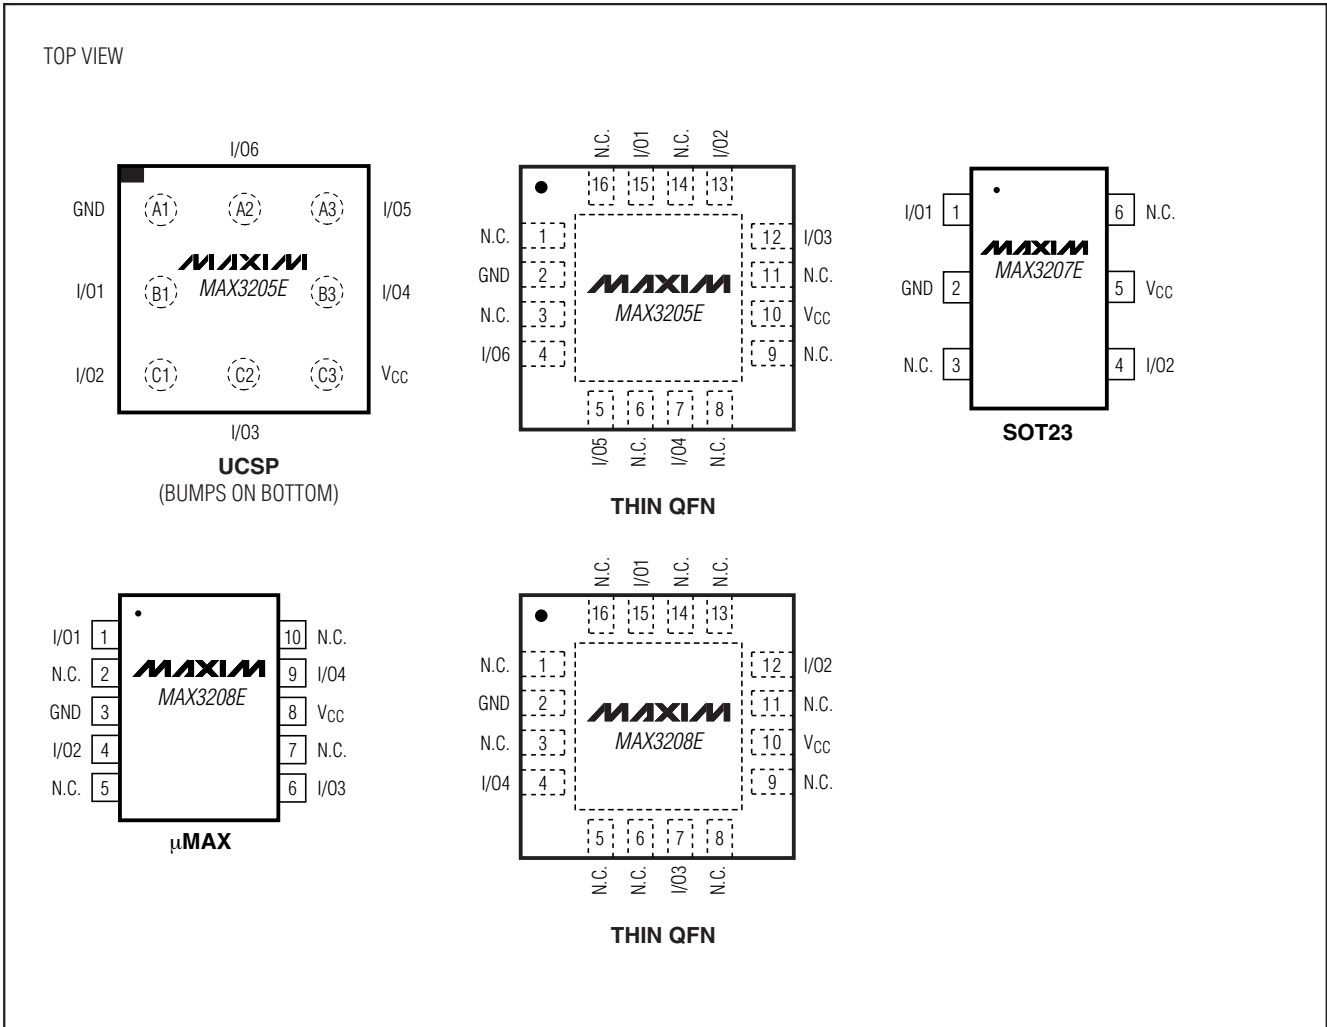 TOP VIEW
I/O6
GND A1 A2 A3 I/O5
MAXIM
MAX3205E
I/O1 B1 B3 I/O4
I/O2 C1 C2 C3 VCC
I/O3
UCSP
(BUMPS ON BOTTOM)
N.C. I/O1 N.C. I/O2
16 15 14 13
N.C. 1 12 I/O3
GND 2 11 N.C.
MAXIM
MAX3205E
N.C. 3 10 VCC
I/O6 4 9 N.C.
5 6 7 8
I/O5 N.C. I/O4 N.C.
THIN QFN
I/O1 1 6 N.C.
MAXIM
MAX3207E
GND 2 5 VCC
N.C. 3 4 I/O2
SOT23
I/O1 1 10 N.C.
N.C. 2 9 I/O4
MAXIM
MAX3208E
GND 3 8 VCC
I/O2 4 7 N.C.
N.C. 5 6 I/O3
µMAX
N.C. I/O1 N.C. N.C.
16 15 14 13
N.C. 1 12 I/O2
GND 2 11 N.C.
MAXIM
MAX3208E
N.C. 3 10 VCC
I/O4 4 9 N.C.
5 6 7 8
N.C. N.C. I/O3 N.C.
THIN QFN